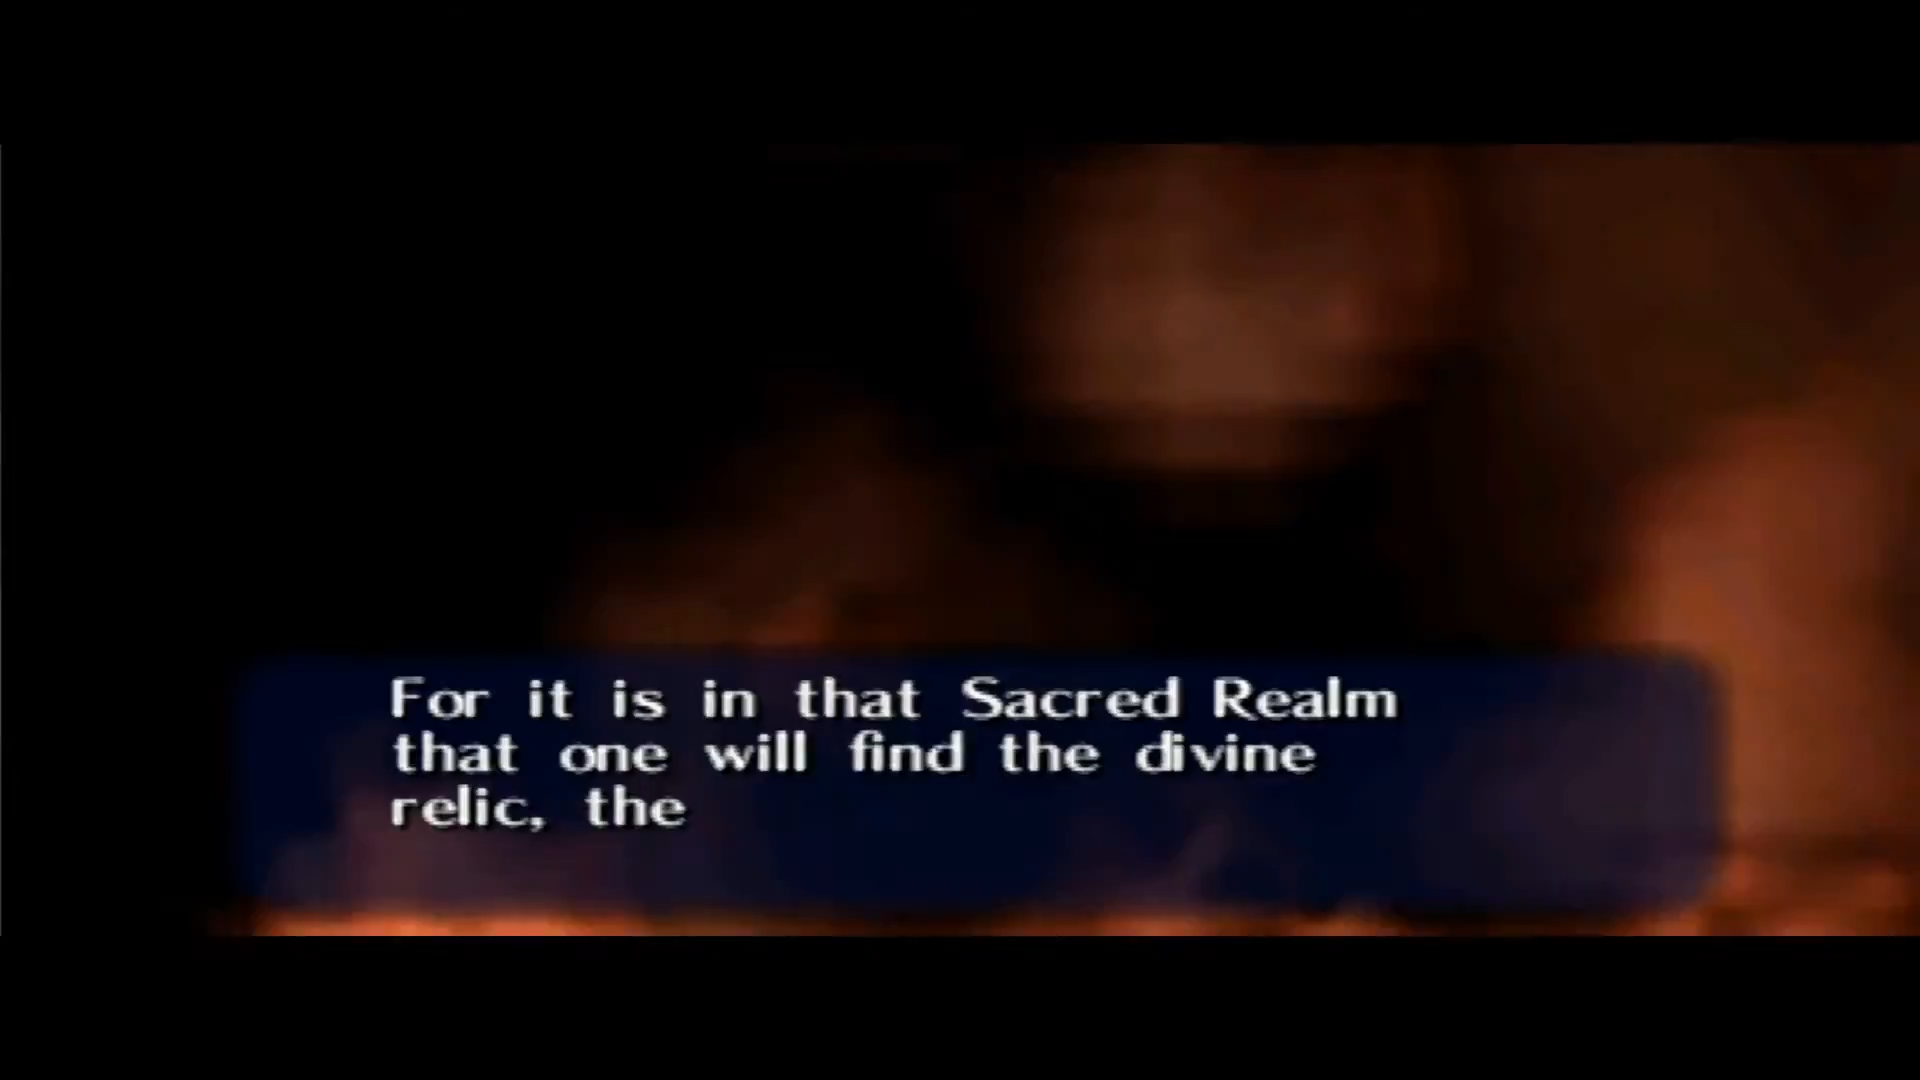 For it is in that Sacred Realm
that one will find the divine
relic, the